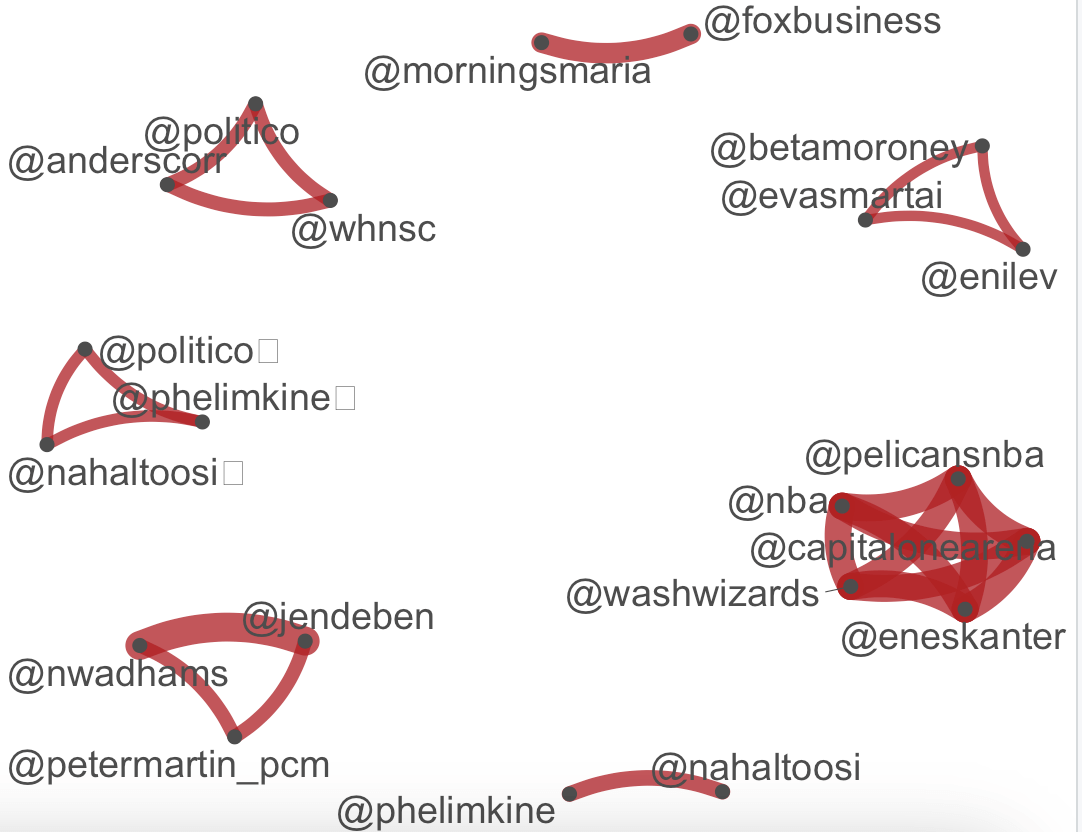 @foxbusiness
@morningsmaria
@politico
@anderscorr
@whnsc
@betamoroney
@evasmartai
@enilev
@politico□
@phelimkine□
@nahaltoosi□
@pelicansnba
@nba
@capitalonearena
@washwizards
@eneskanter
@jendeben
@nwadhams
@petermartin_pcm
@nahaltoosi
@phelimkine